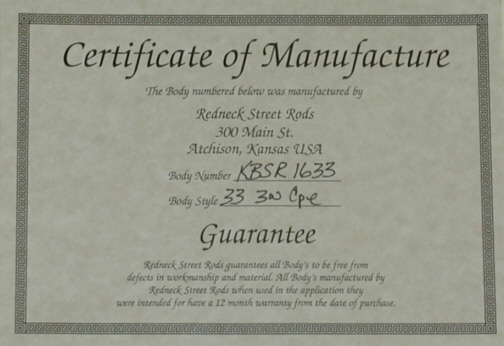 Certificate of Manufacture
The Body numbered below was manufactured by
Redneck Street Rods
300 Main St.
Atchison, Kansas USA
Body Number KBSR 1633
Body Style 33 3w Cpe
Guarantee
Redneck Street Rods guarantees all Body's to be free from
defects in workmanship and material. All Body's manufactured by
Redneck Street Rods when used in the application they
were intended for have a 12 month warranty from the date of purchase.